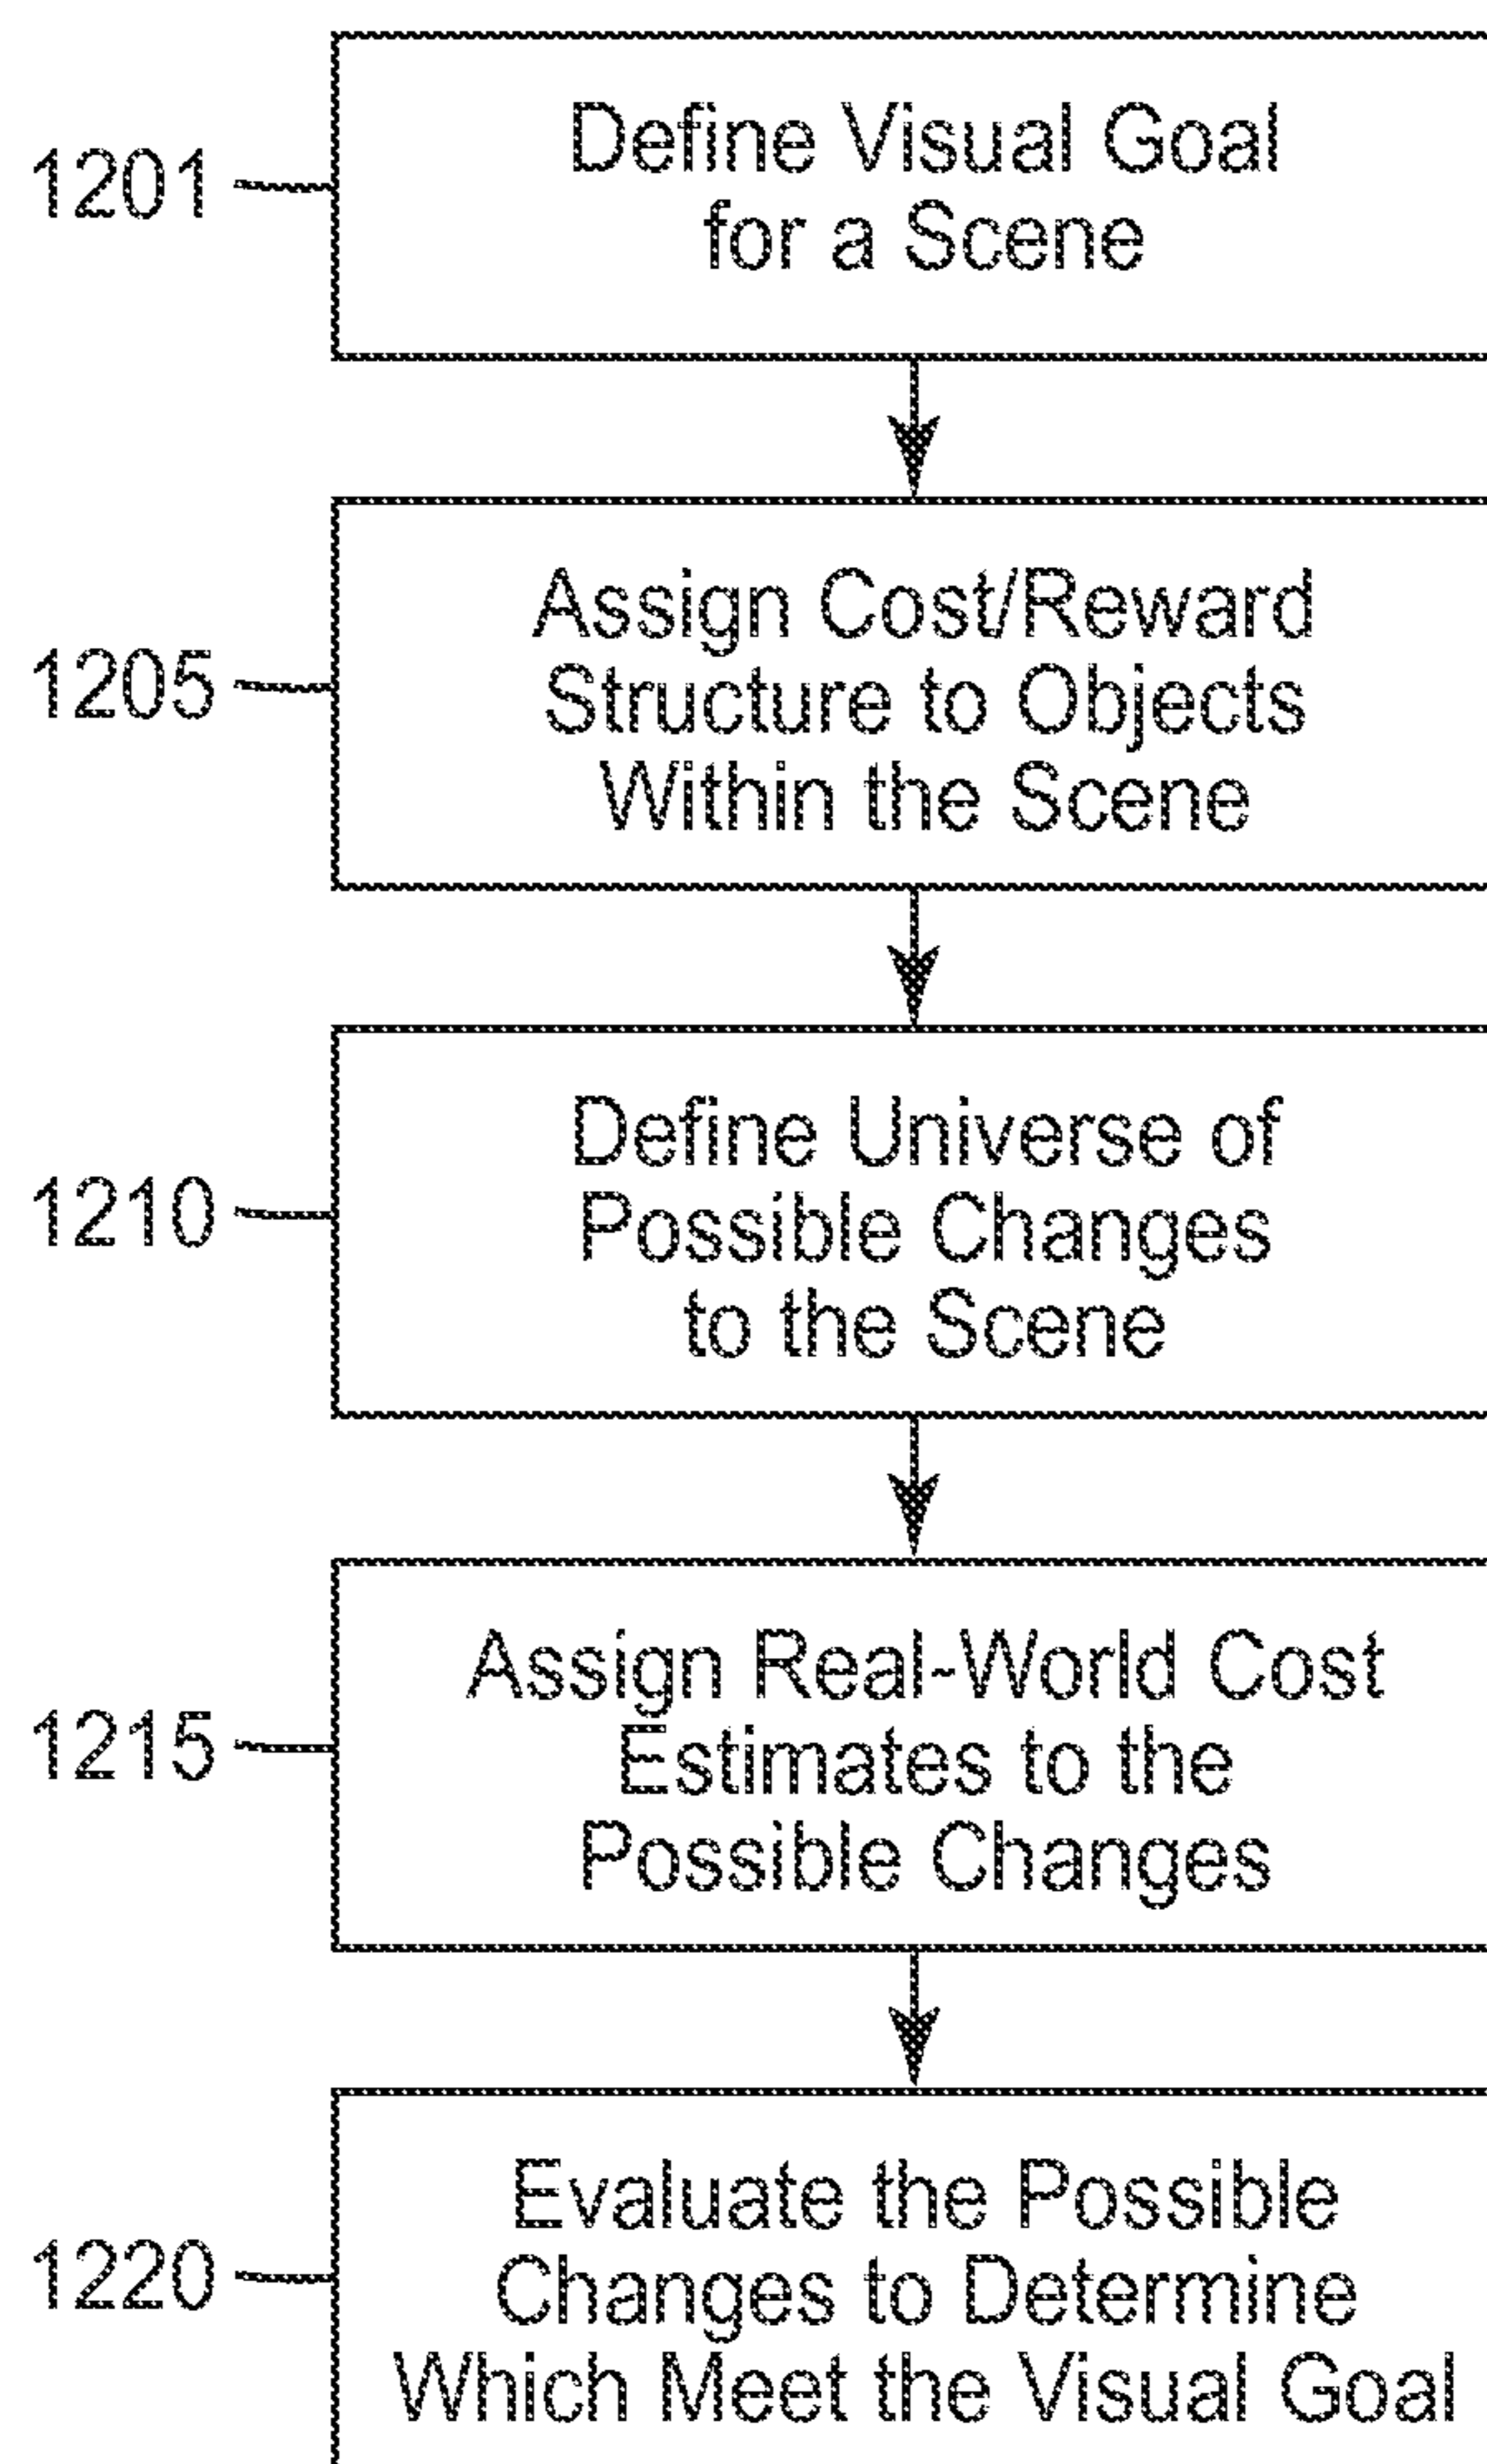 1201
Define Visual Goal
for a Scene
1205
Assign Cost/Reward
Structure to Objects
Within the Scene
1210
Define Universe of
Possible Changes
to the Scene
1215
Assign Real-World Cost
Estimates to the
Possible Changes
1220
Evaluate the Possible
Changes to Determine
Which Meet the Visual Goal